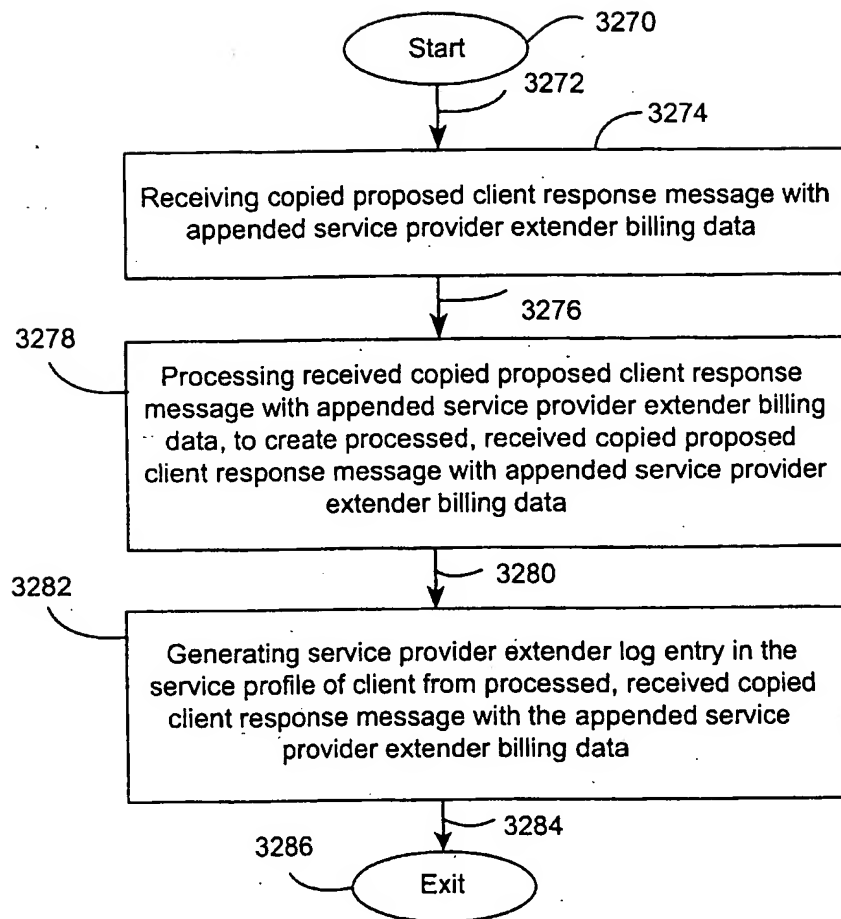 Start
3270
3272
3274
Receiving copied proposed client response message with
appended service provider extender billing data
3276
3278
Processing received copied proposed client response
message with appended service provider extender billing
data, to create processed, received copied proposed
client response message with appended service provider
extender billing data
3280
3282
Generating service provider extender log entry in the
service profile of client from processed, received copied
client response message with the appended service
provider extender billing data
3284
3286
Exit